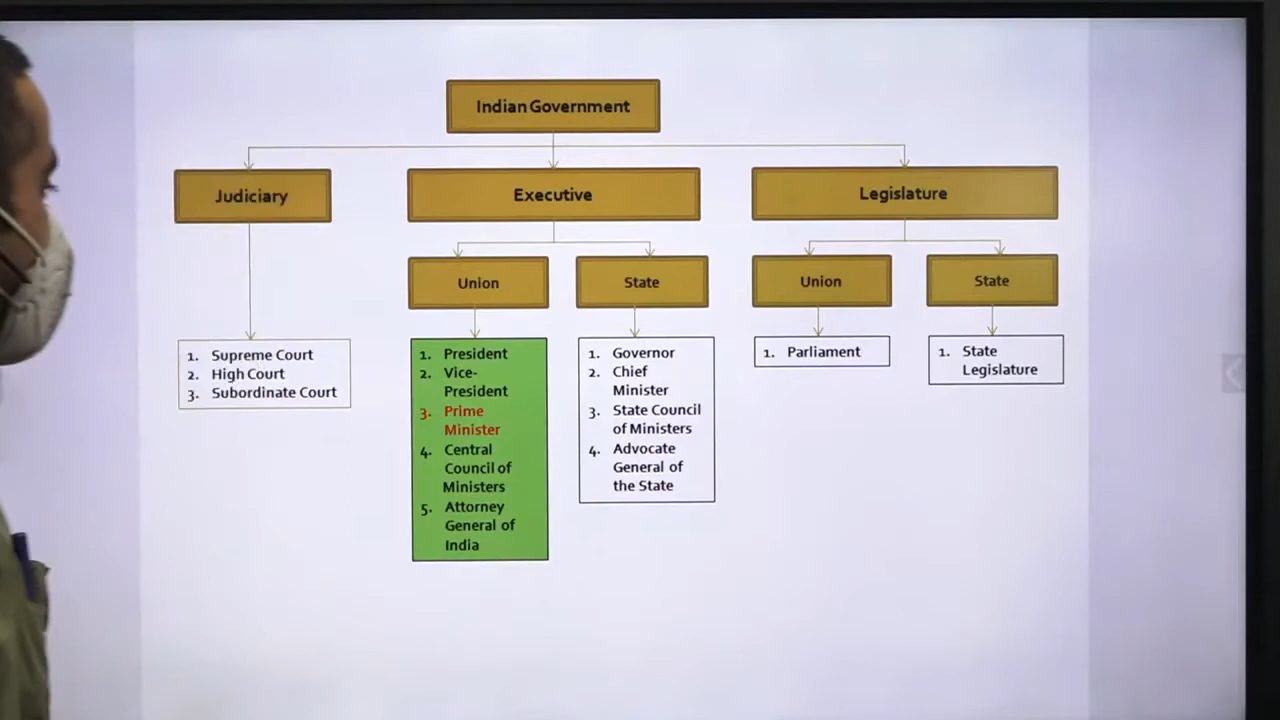 Indian Government
Judiciary
Executive
Legislature
Union
State
Union
State
1. Supreme Court
2. High Court
3. Subordinate Court
1. President
2. Vice-
President
3. Prime
Minister
4. Central
Council of
Ministers
5. Attorney
General of
India
1. Governor
2. Chief
Minister
3. State Council
of Ministers
4. Advocate
General of
the State
1. Parliament
1. State
Legislature